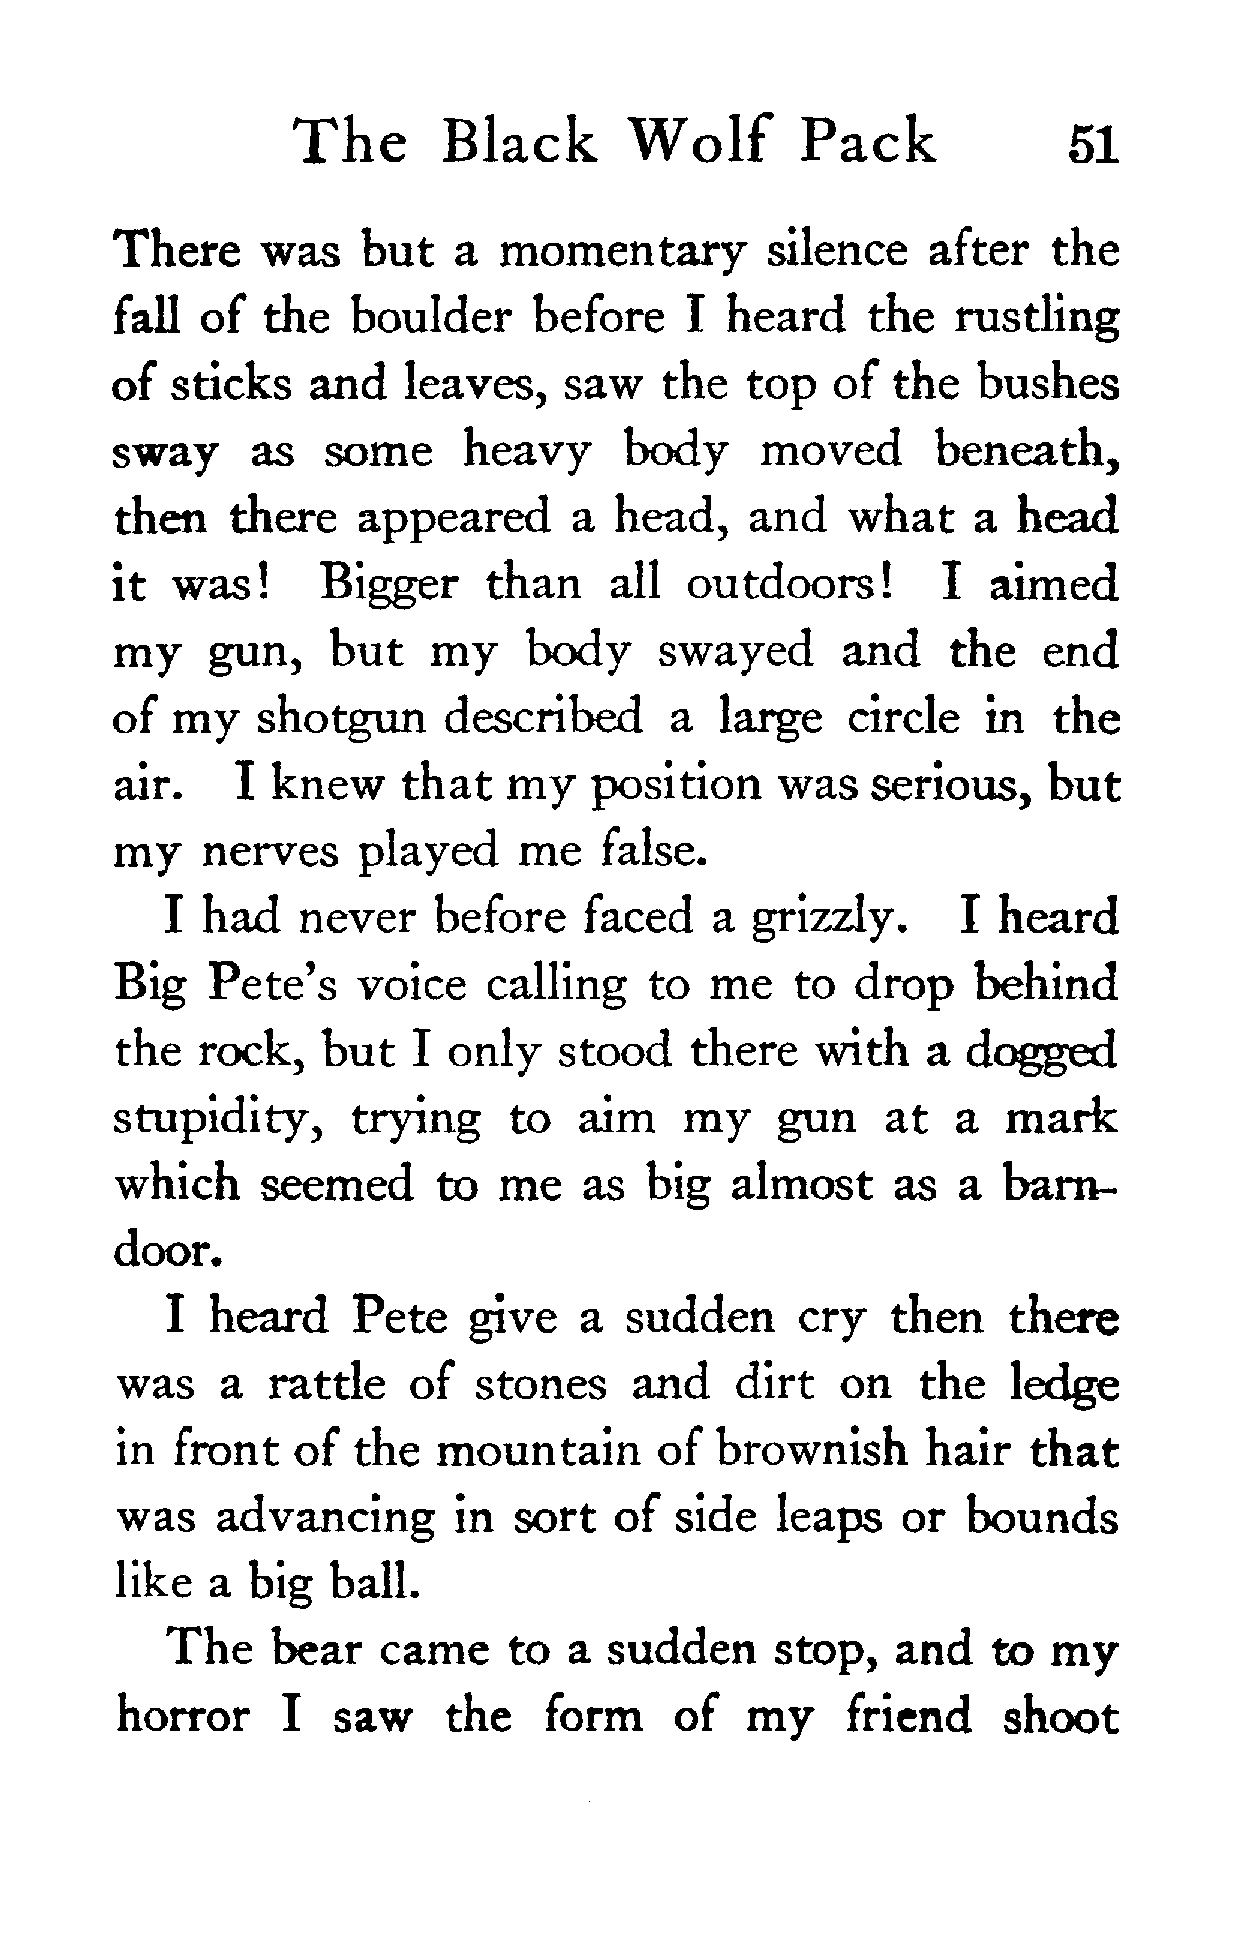 The Black Wolf Pack 51
There was but a momentary silence after the
fall of the boulder before I heard the rustling
of sticks and leaves, saw the top of the bushes
sway as some heavy body moved beneath,
then there appeared a head, and what a head
it was! Bigger than all outdoors! I aimed
my gun, but my body swayed and the end
of my shotgun described a large circle in the
air. I knew that my position was serious, but
my nerves played me false.
I had never before faced a grizzly. I heard
Big Pete's voice calling to me to drop behind
the rock, but I only stood there with a dogged
stupidity, trying to aim my gun at a mark
which seemed to me as big almost as a barn-
door.
I heard Pete give a sudden cry then there
was a rattle of stones and dirt on the ledge
in front of the mountain of brownish hair that
was advancing in sort of side leaps or bounds
like a big ball.
The bear came to a sudden stop, and to my
horror I saw the form of my friend shoot